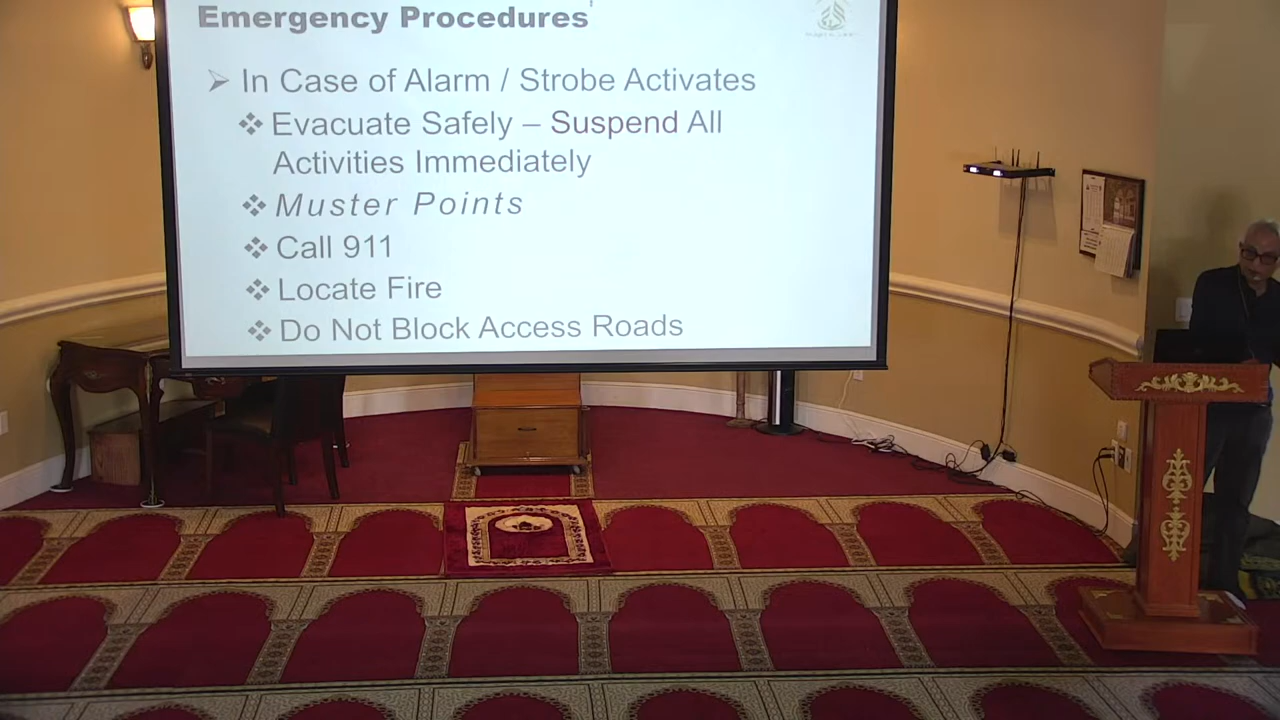 Emergency Procedures
➢ In Case of Alarm / Strobe Activates
❖ Evacuate Safely – Suspend All
Activities Immediately
❖ Muster Points
❖ Call 911
❖ Locate Fire
❖ Do Not Block Access Roads